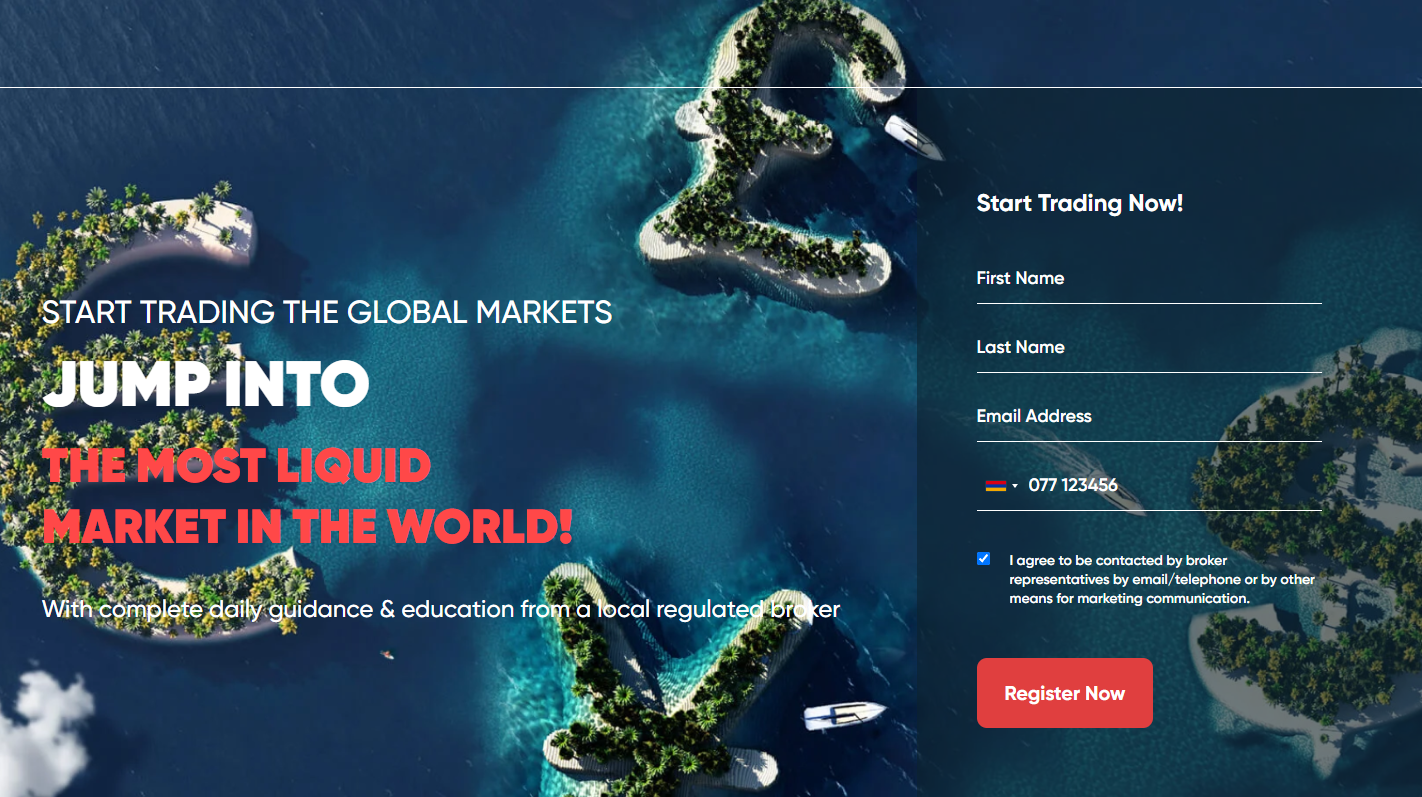 START TRADING THE GLOBAL MARKETS
JUMP INTO
THE MOST LIQUID
MARKET IN THE WORLD!
With complete daily guidance & education from a local regulated broker
Start Trading Now!
First Name
Last Name
Email Address
077 123456
I agree to be contacted by broker
representatives by email/telephone or by other
means for marketing communication.
Register Now